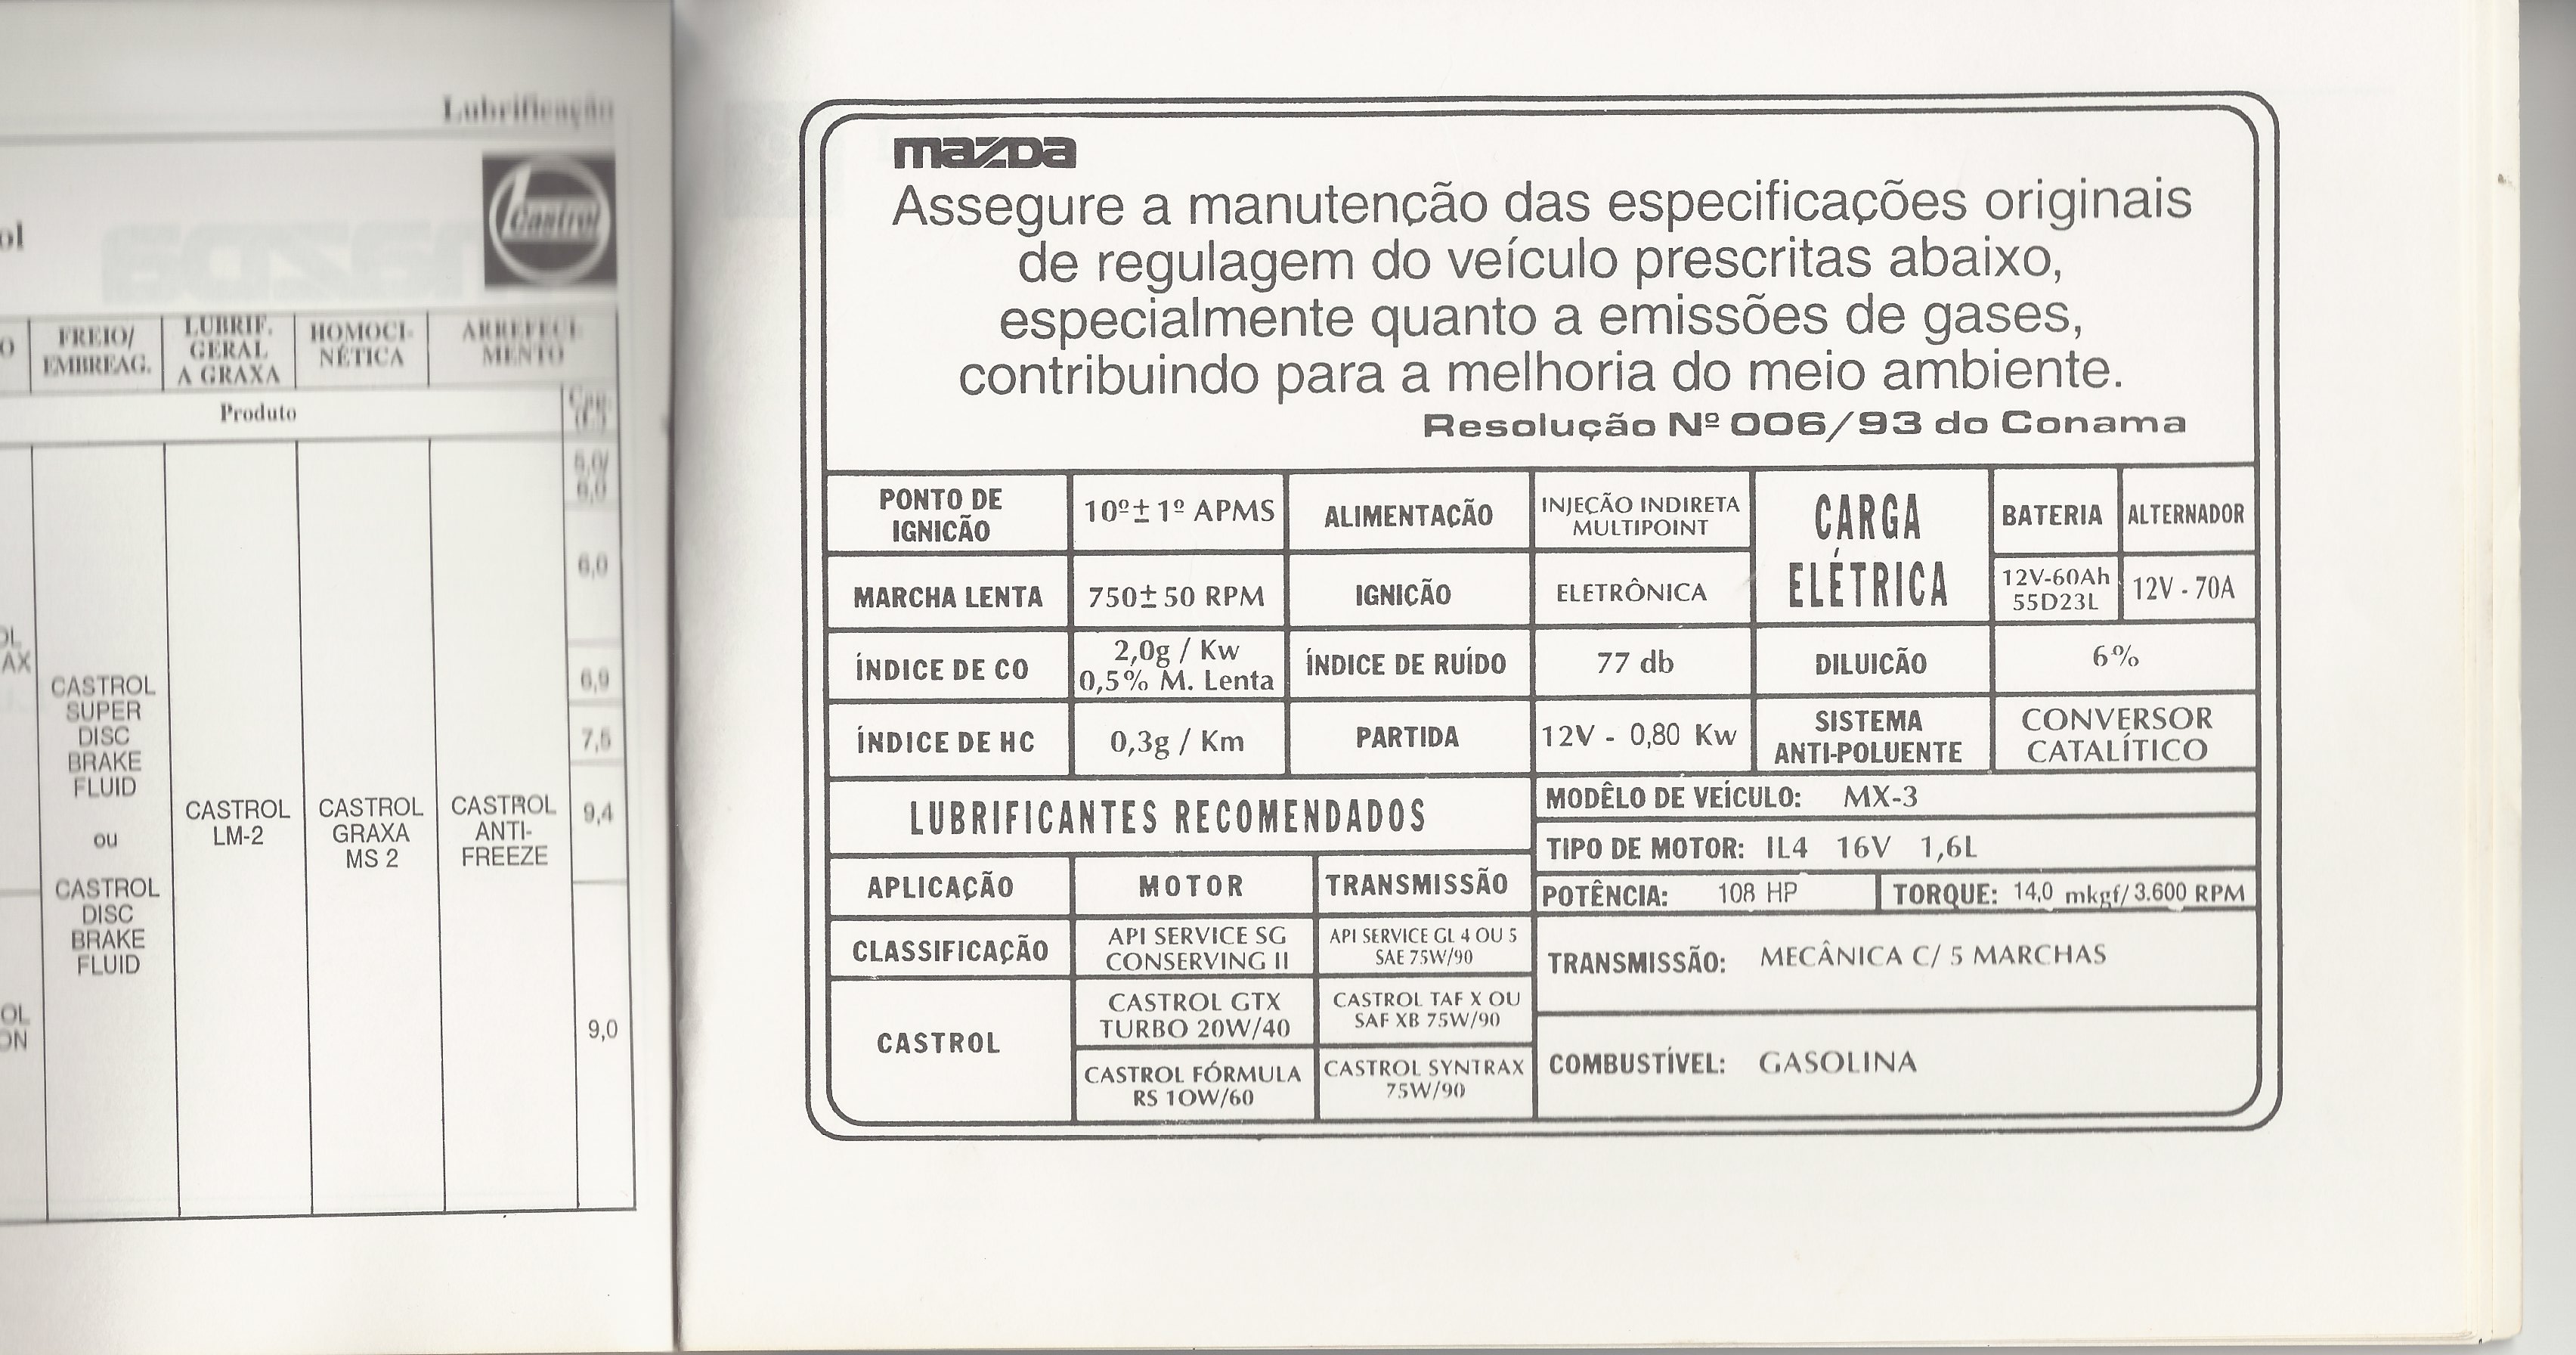 Lubrificação
ol
Castrol
O
FREIO/
EMBREAG.
LUBRIF.
GERAL
A GRAXA
HOMOCI-
NÉTICA
ARREFECI-
MENTO
Produto
Cap.
(L)
5,0/
6,0
6,0
6,9
7,5
9,4
9,0
OL
AX
CASTROL
SUPER
DISC
BRAKE
FLUID
ou
CASTROL
DISC
BRAKE
FLUID
CASTROL
LM-2
CASTROL
GRAXA
MS 2
CASTROL
ANTI-
FREEZE
OL
ON
mazda
Assegure a manutenção das especificações originais
de regulagem do veículo prescritas abaixo,
especialmente quanto a emissões de gases,
contribuindo para a melhoria do meio ambiente.
Resolução Nº 006/93 do Conama
PONTO DE
IGNICÃO
10º± 1º APMS
ALIMENTAÇÃO
INJEÇÃO INDIRETA
MULTIPOINT
CARGA
ELÉTRICA
BATERIA
ALTERNADOR
MARCHA LENTA
750± 50 RPM
IGNIÇÃO
ELETRÔNICA
12V-60Ah
55D23L
12V - 70A
ÍNDICE DE CO
2,0g / Kw
0,5% M. Lenta
ÍNDICE DE RUÍDO
77 db
DILUICÃO
6%
ÍNDICE DE HC
0,3g / Km
PARTIDA
12V - 0,80 Kw
SISTEMA
ANTI-POLUENTE
CONVERSOR
CATALÍTICO
LUBRIFICANTES RECOMENDADOS
MODÊLO DE VEÍCULO: MX-3
TIPO DE MOTOR: IL4 16V 1,6L
APLICAÇÃO
MOTOR
TRANSMISSÃO
POTÊNCIA: 108 HP
TORQUE: 14,0 mkgf/3.600 RPM
CLASSIFICAÇÃO
API SERVICE SG
CONSERVING II
API SERVICE GL 4 OU 5
SAE 75W/90
TRANSMISSÃO: MECÂNICA C/ 5 MARCHAS
CASTROL
CASTROL GTX
TURBO 20W/40
CASTROL TAF X OU
SAF XB 75W/90
CASTROL FÓRMULA
RS 10W/60
CASTROL SYNTRAX
75W/90
COMBUSTÍVEL: GASOLINA